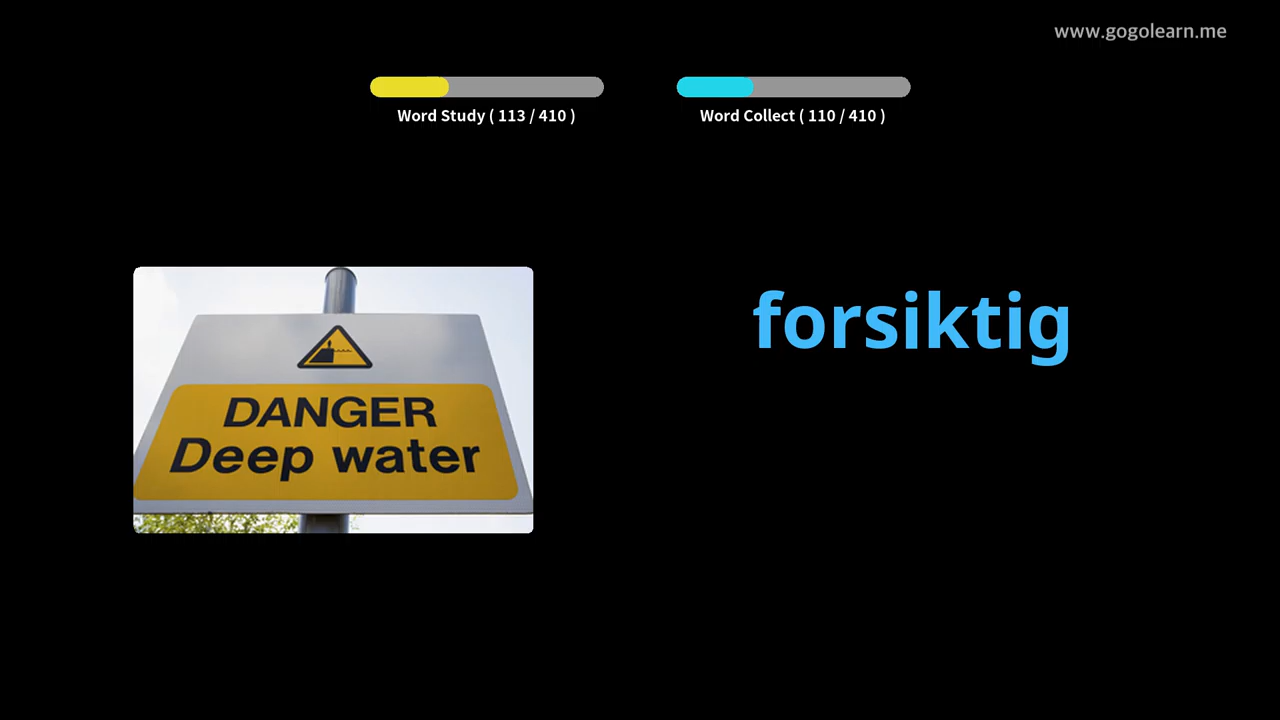 www.gogolearn.me
Word Study ( 113 / 410 )
Word Collect ( 110 / 410 )
DANGER
Deep water
forsiktig